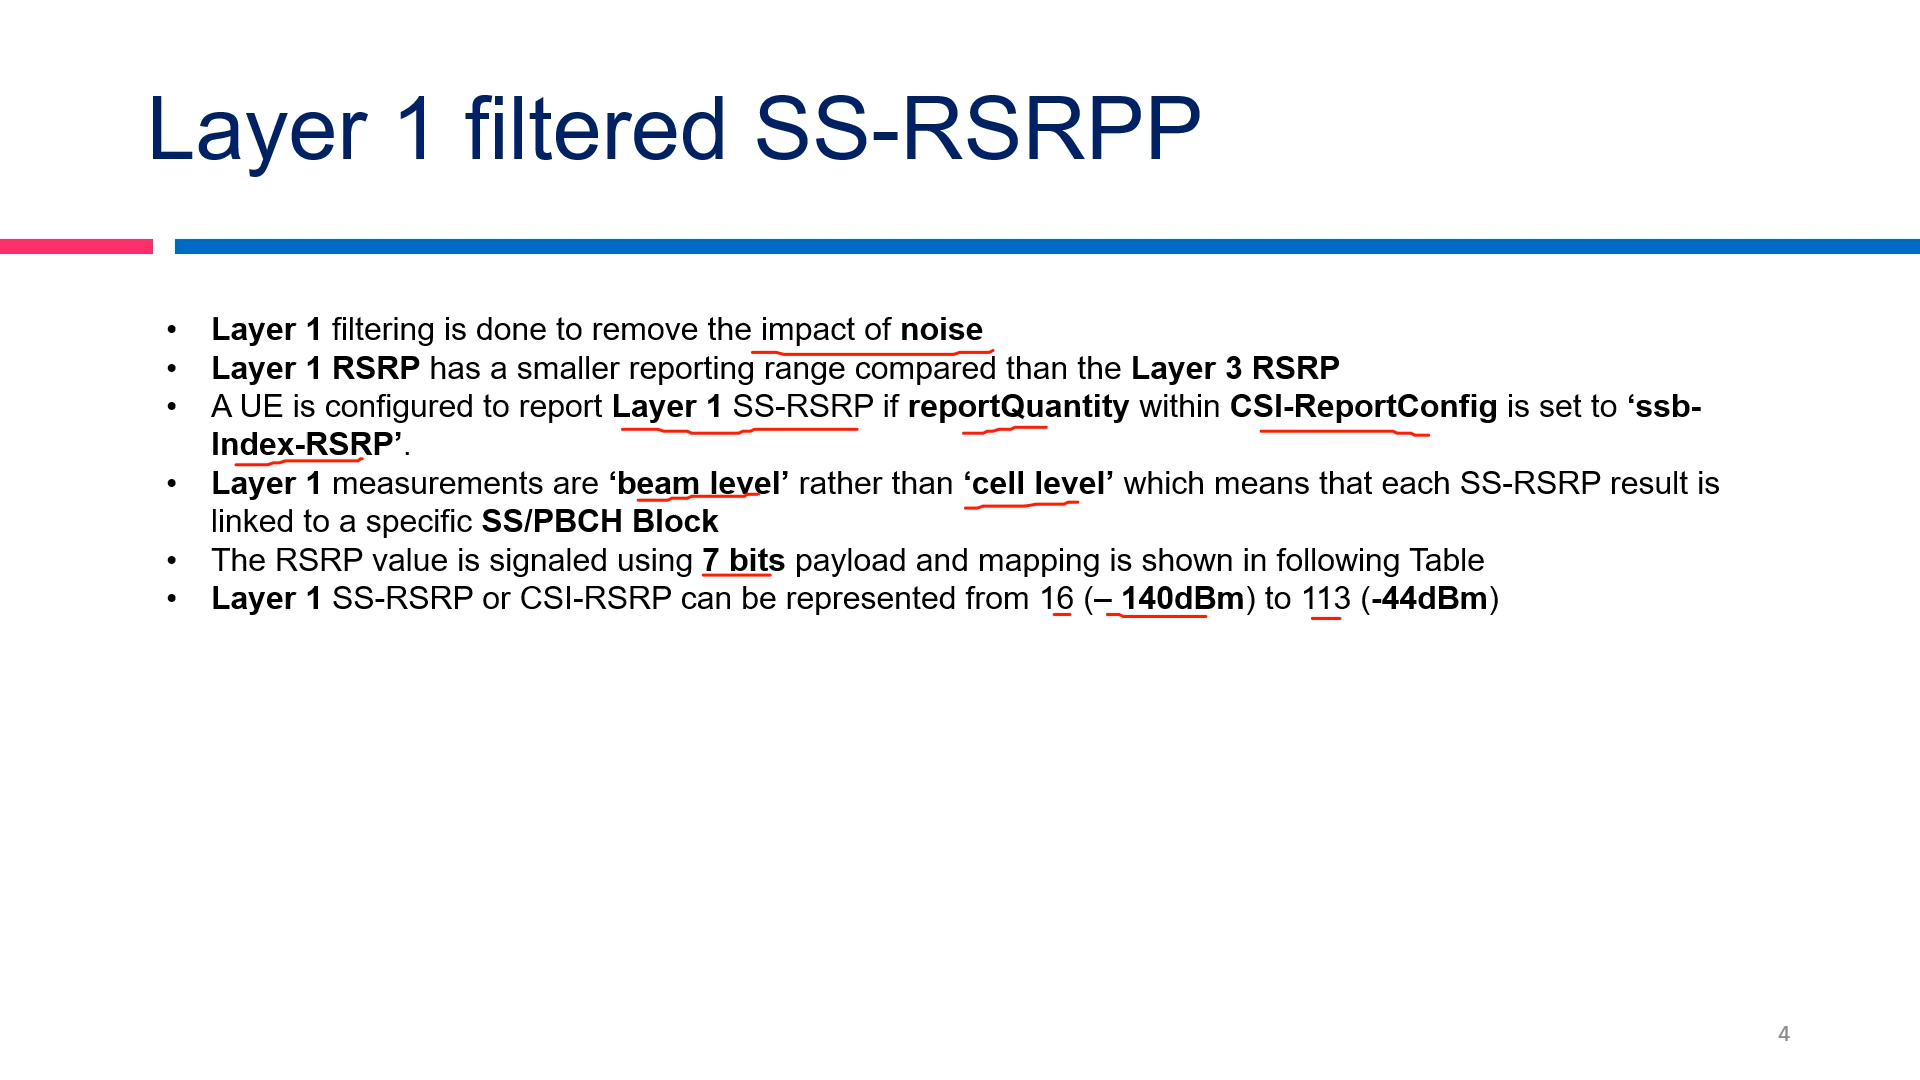 Layer 1 filtered SS-RSRPP
• Layer 1 filtering is done to remove the impact of noise
• Layer 1 RSRP has a smaller reporting range compared than the Layer 3 RSRP
• A UE is configured to report Layer 1 SS-RSRP if reportQuantity within CSI-ReportConfig is set to ‘ssb-
Index-RSRP’.
• Layer 1 measurements are ‘beam level’ rather than ‘cell level’ which means that each SS-RSRP result is
linked to a specific SS/PBCH Block
• The RSRP value is signaled using 7 bits payload and mapping is shown in following Table
• Layer 1 SS-RSRP or CSI-RSRP can be represented from 16 (– 140dBm) to 113 (-44dBm)
4